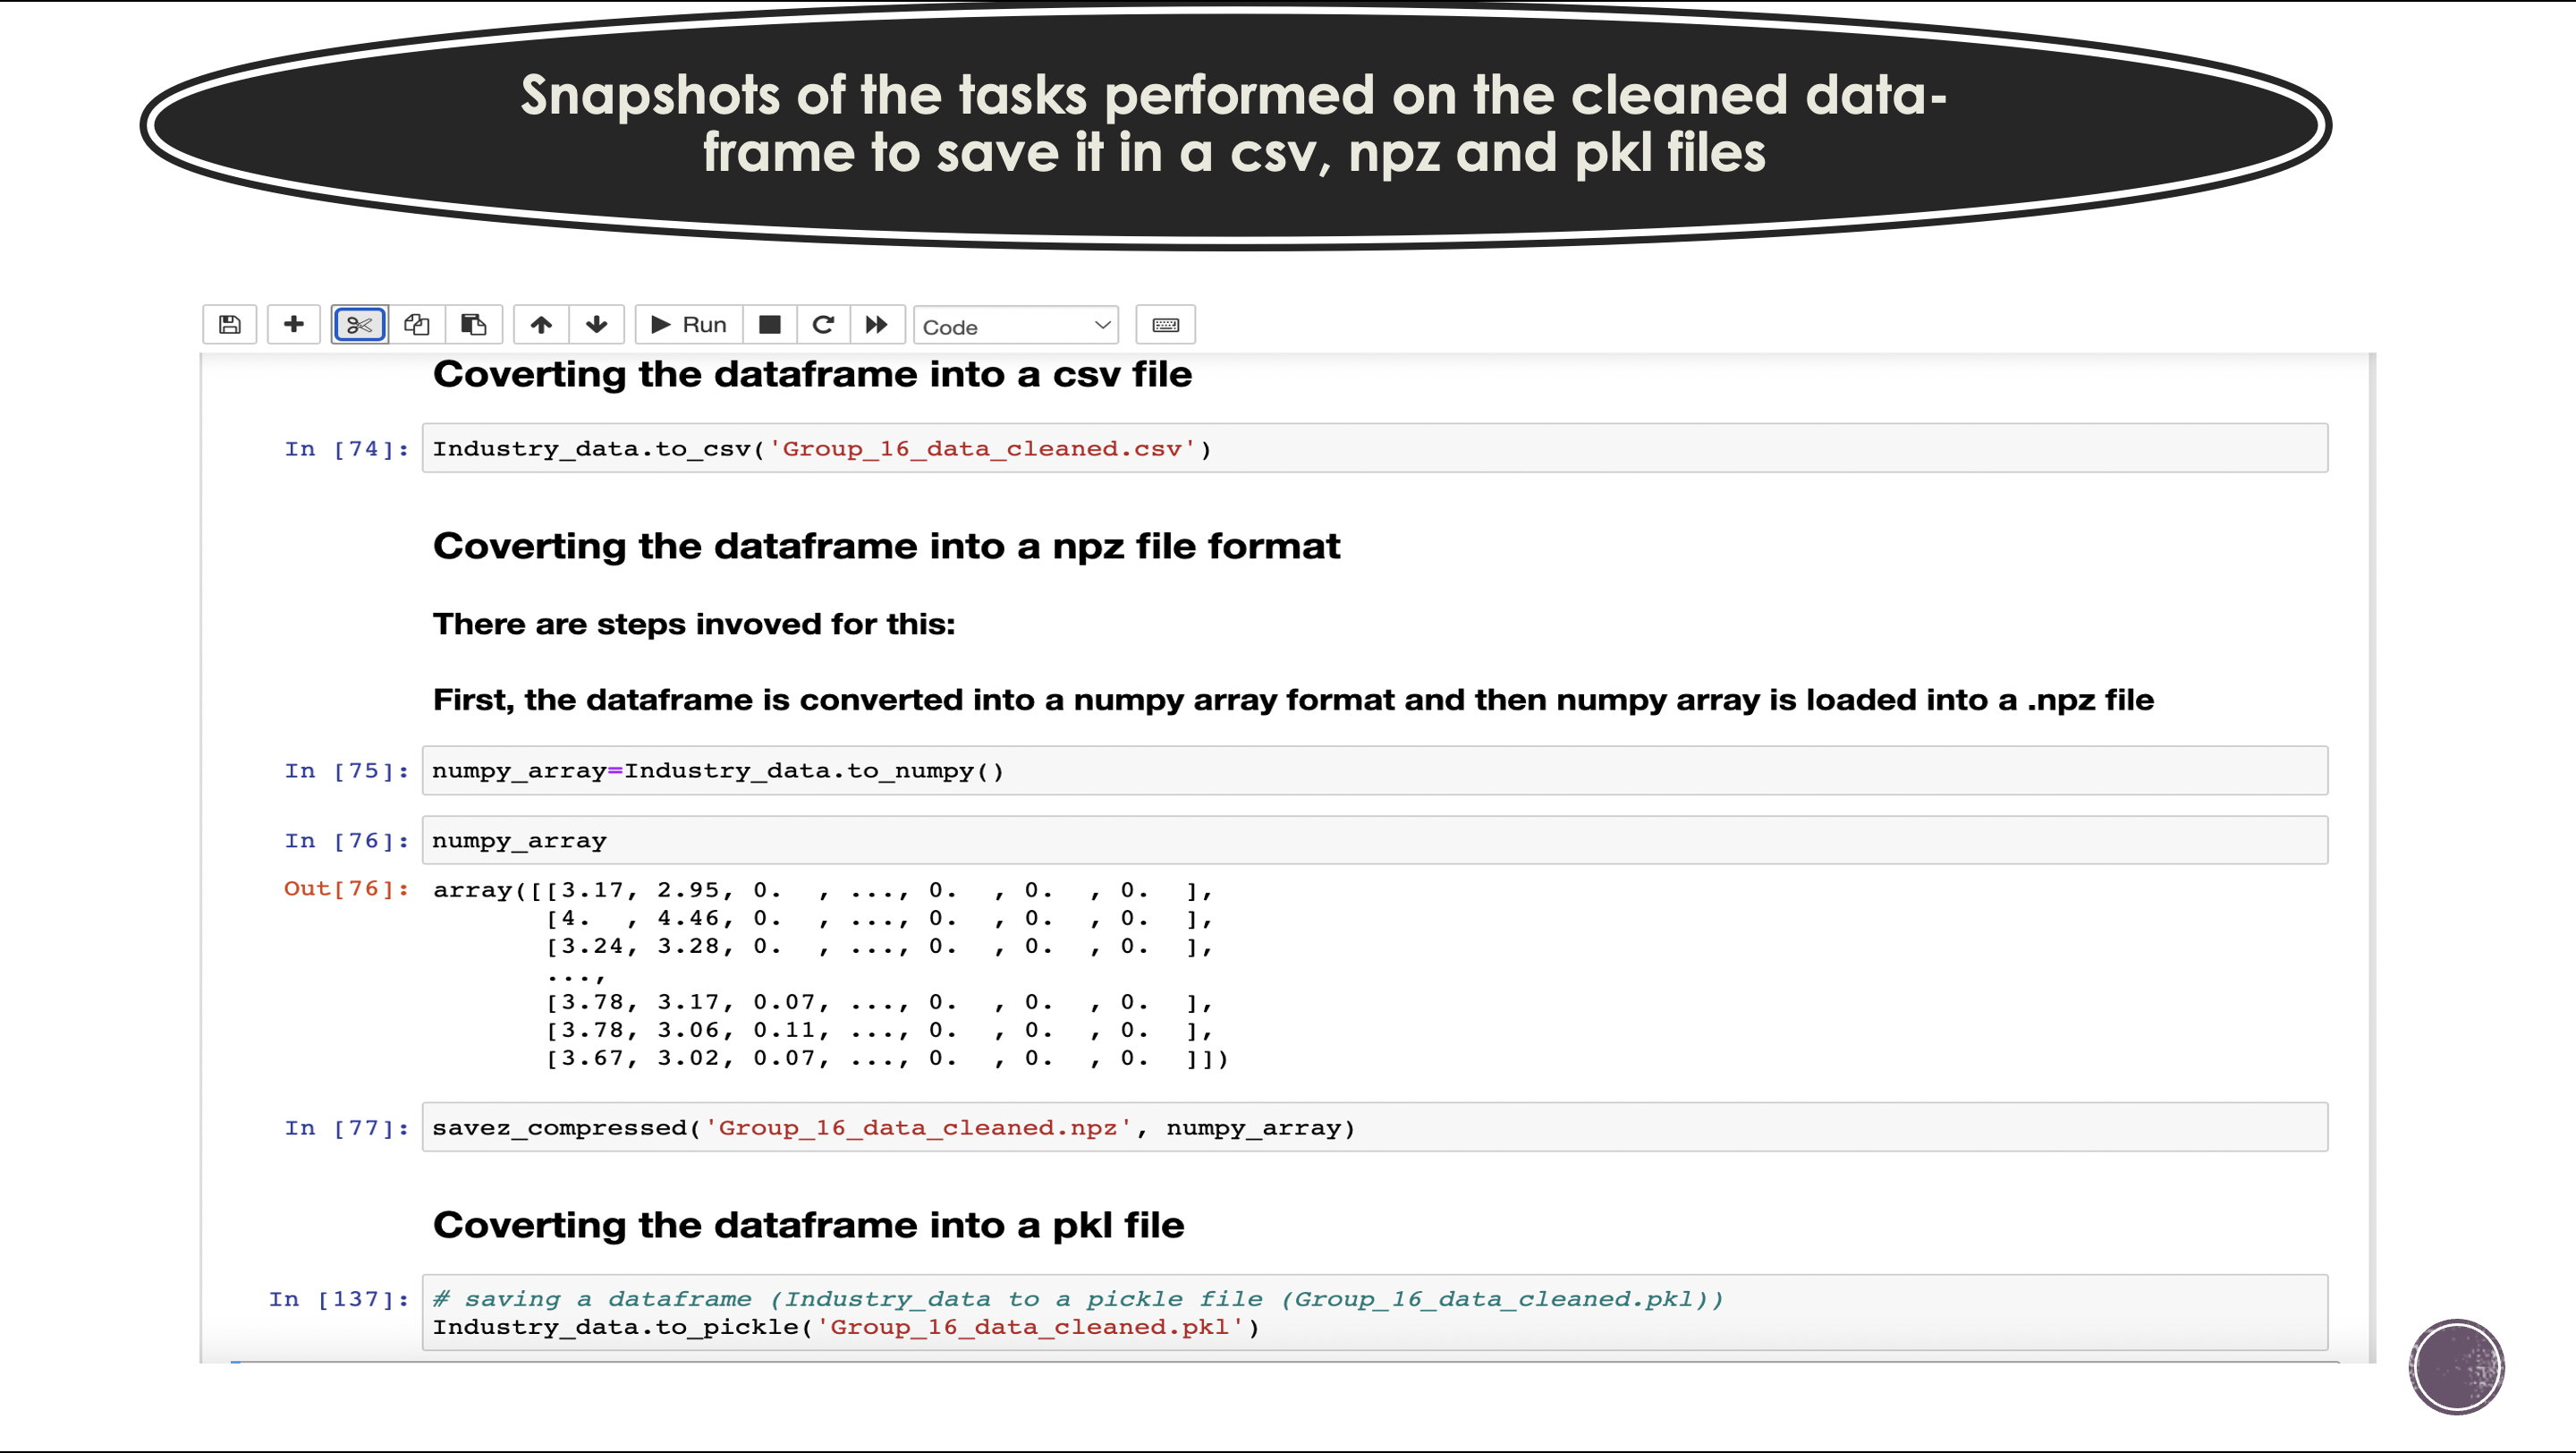 Snapshots of the tasks performed on the cleaned data-
frame to save it in a csv, npz and pkl files
Run
Code
Coverting the dataframe into a csv file
In [74]: Industry_data.to_csv('Group_16_data_cleaned.csv')
Coverting the dataframe into a npz file format
There are steps invoved for this:
First, the dataframe is converted into a numpy array format and then numpy array is loaded into a .npz file
In [75]: numpy_array=Industry_data.to_numpy()
In [76]: numpy_array
Out[76]: array([[3.17, 2.95, 0.  , ..., 0.  , 0.  , 0.  ],
[4.  , 4.46, 0.  , ..., 0.  , 0.  , 0.  ],
[3.24, 3.28, 0.  , ..., 0.  , 0.  , 0.  ],
...,
[3.78, 3.17, 0.07, ..., 0.  , 0.  , 0.  ],
[3.78, 3.06, 0.11, ..., 0.  , 0.  , 0.  ],
[3.67, 3.02, 0.07, ..., 0.  , 0.  , 0.  ]])
In [77]: savez_compressed('Group_16_data_cleaned.npz', numpy_array)
Coverting the dataframe into a pkl file
In [137]: # saving a dataframe (Industry_data to a pickle file (Group_16_data_cleaned.pkl))
Industry_data.to_pickle('Group_16_data_cleaned.pkl')